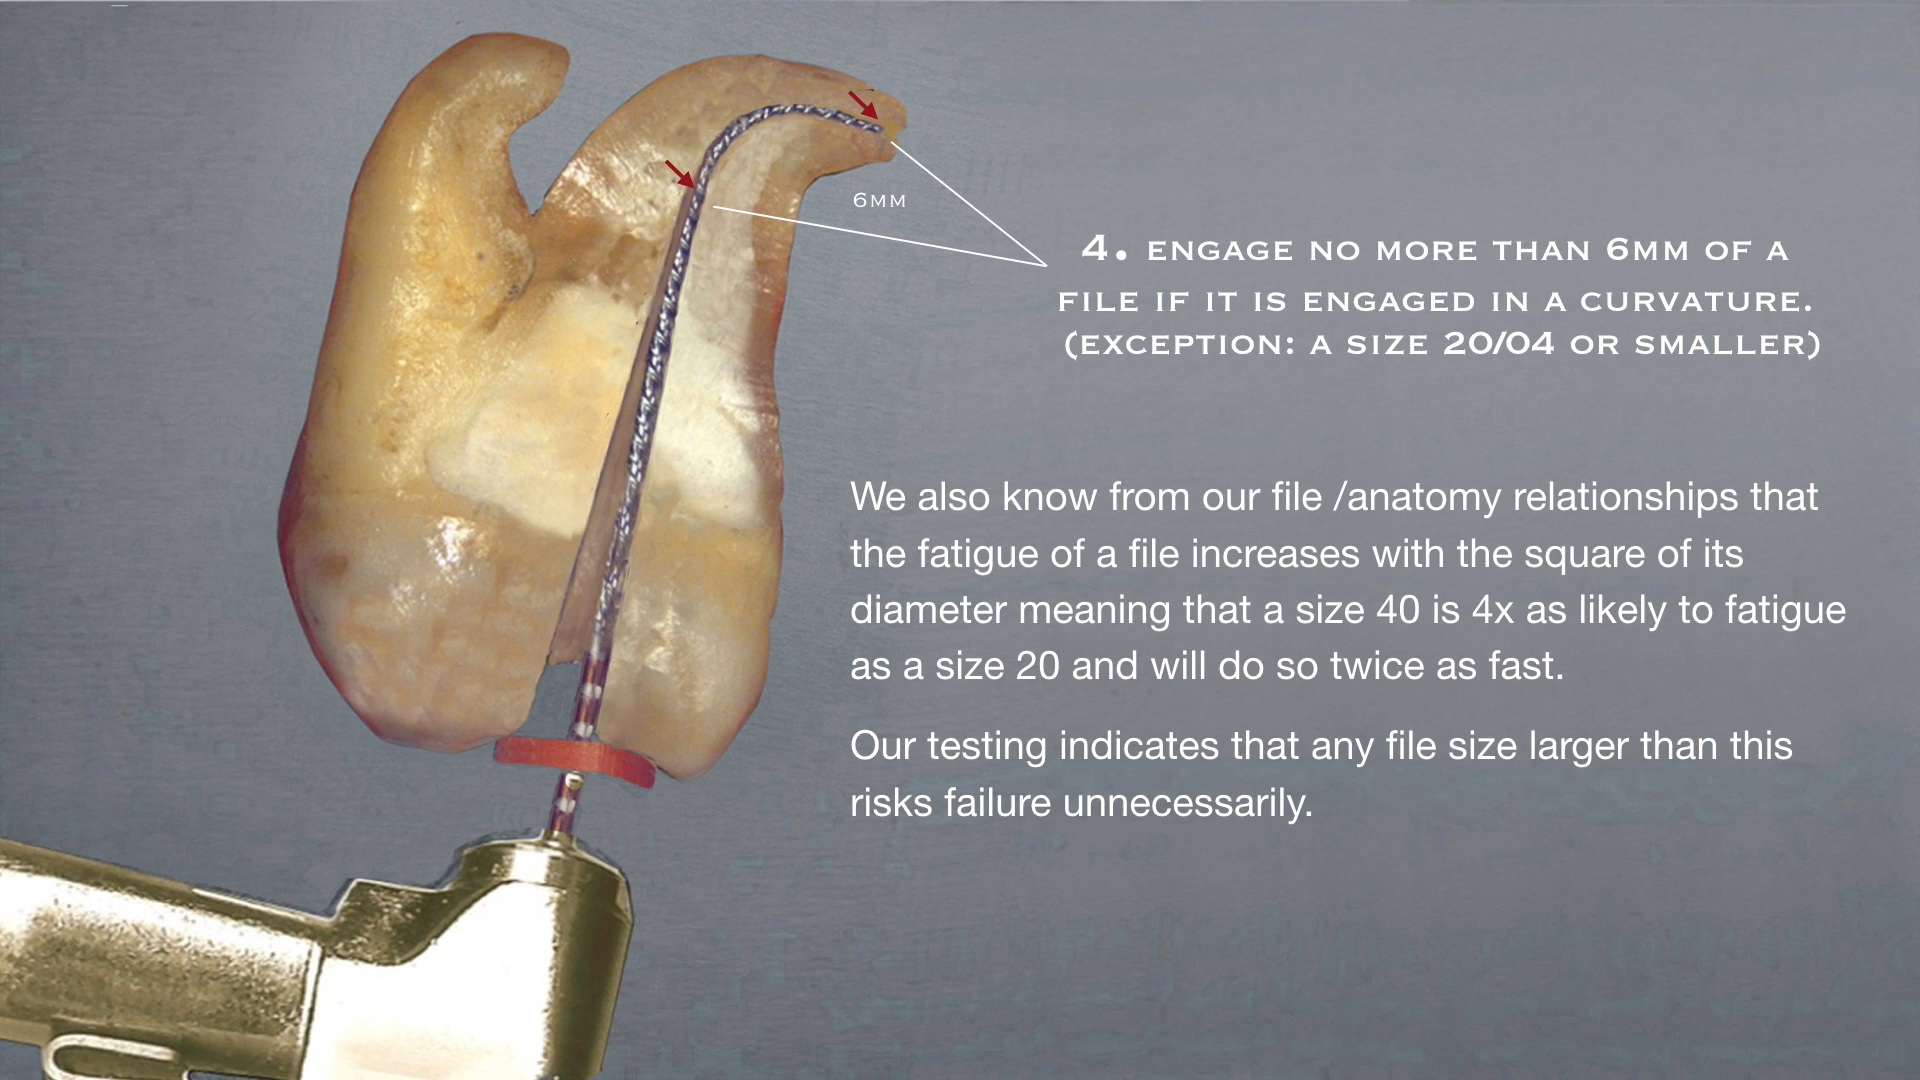 6MM
4. ENGAGE NO MORE THAN 6MM OF A
FILE IF IT IS ENGAGED IN A CURVATURE.
(EXCEPTION: A SIZE 20/04 OR SMALLER)
We also know from our file /anatomy relationships that
the fatigue of a file increases with the square of its
diameter meaning that a size 40 is 4x as likely to fatigue
as a size 20 and will do so twice as fast.
Our testing indicates that any file size larger than this
risks failure unnecessarily.